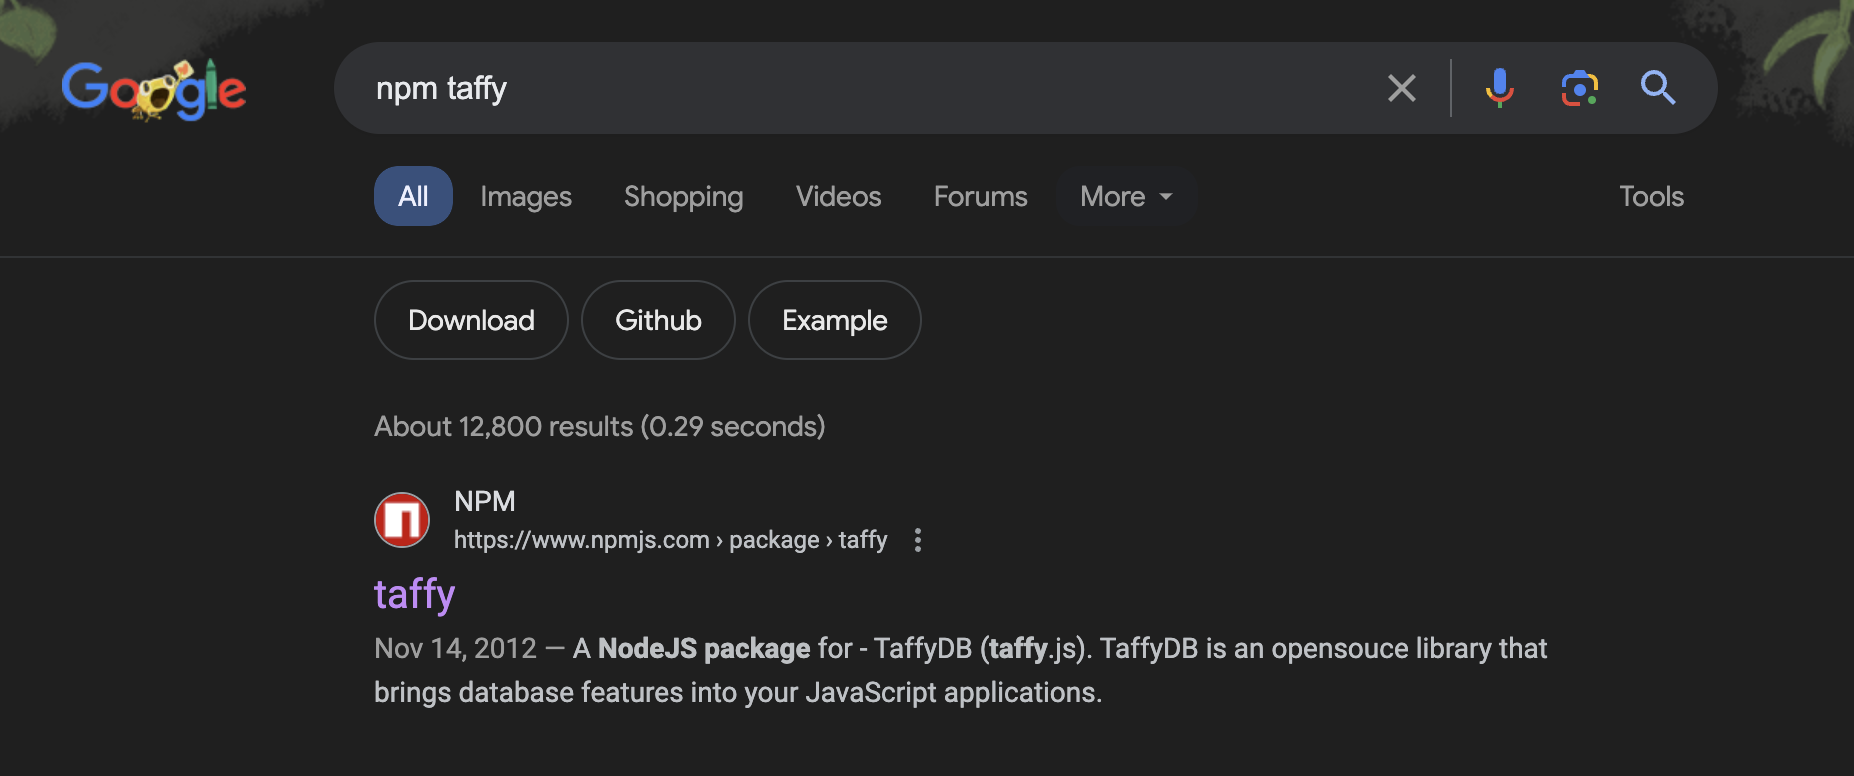 Google
npm taffy
All Images Shopping Videos Forums More Tools
Download Github Example
About 12,800 results (0.29 seconds)
NPM
https://www.npmjs.com › package › taffy
taffy
Nov 14, 2012 — A NodeJS package for - TaffyDB (taffy.js). TaffyDB is an opensouce library that
brings database features into your JavaScript applications.